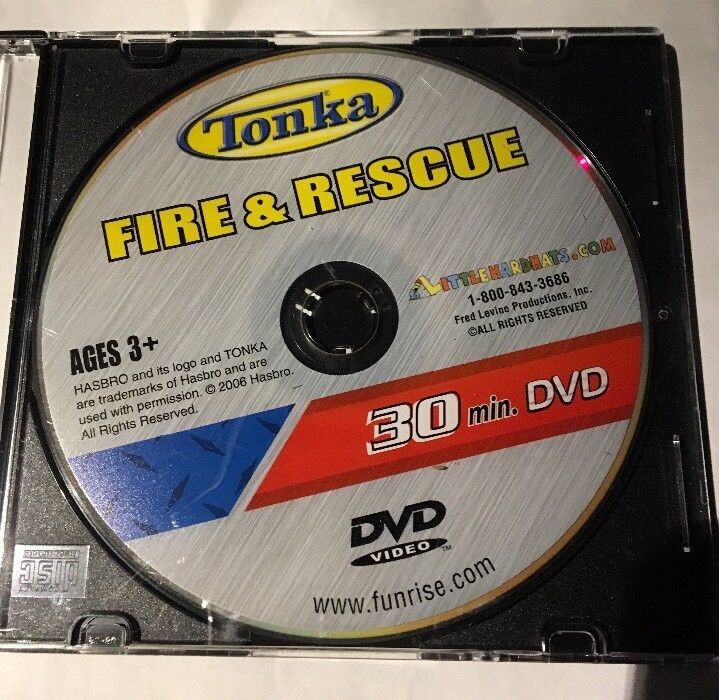 Tonka®
FIRE & RESCUE
LITTLEHARDHATS.COM
1-800-843-3686
Fred Levine Productions, Inc.
©ALL RIGHTS RESERVED
AGES 3+
HASBRO and its logo and TONKA
are trademarks of Hasbro and are
used with permission. © 2006 Hasbro.
All Rights Reserved.
30 min. DVD
DVD
VIDEO™
www.funrise.com